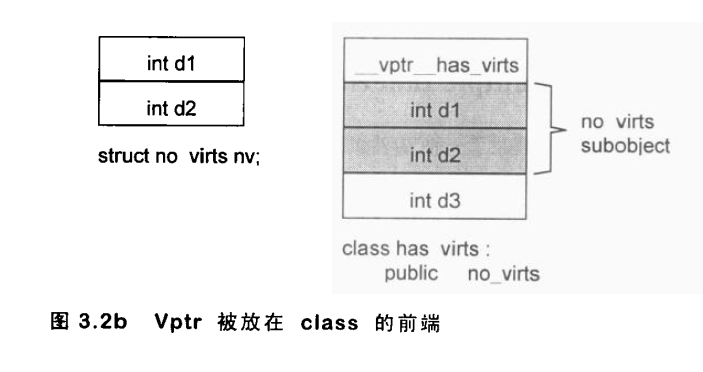 int d1
int d2
struct no virts nv;
__vptr__has_virts
int d1
int d2
int d3
no virts
subobject
class has virts :
public no_virts
图 3.2b Vptr 被放在 class 的前端